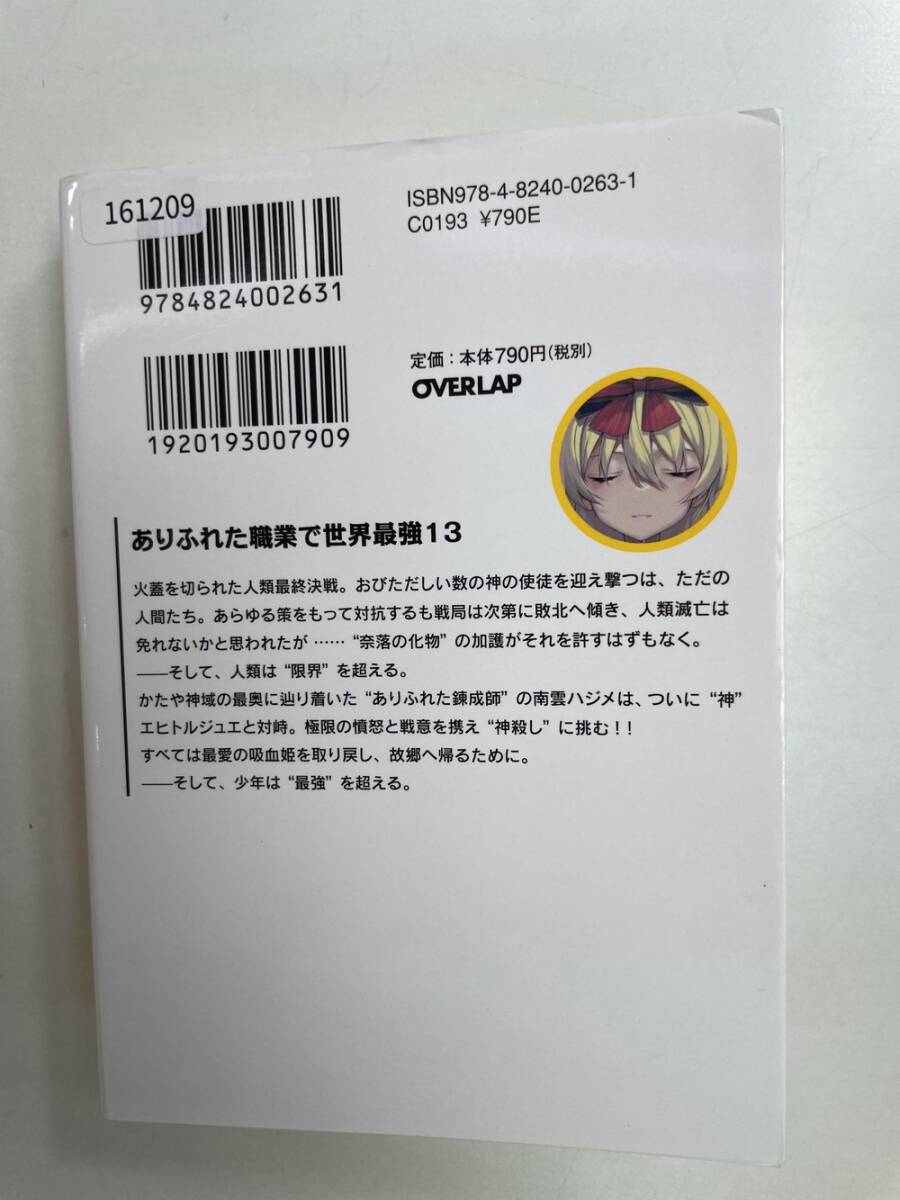 161209
ISBN978-4-8240-0263-1
C0193 ¥790E
9784824002631
定価：本体790円(税別)
OVERLAP
1920193007909
ありふれた職業で世界最強13
火蓋を切られた人類最終決戦。おびただしい数の神の使徒を迎え撃つは、ただの
人間たち。あらゆる策をもって対抗するも戦局は次第に敗北へ傾き、人類滅亡は
免れないかと思われたが……“奈落の化物”の加護がそれを許すはずもなく。
——そして、人類は“限界”を超える。
かたや神域の最奥に辿り着いた“ありふれた錬成師”の南雲ハジメは、ついに“神”
エヒトルジュエと対峙。極限の憤怒と戦意を携え“神殺し”に挑む!!
すべては最愛の吸血姫を取り戻し、故郷へ帰るために。
——そして、少年は“最強”を超える。